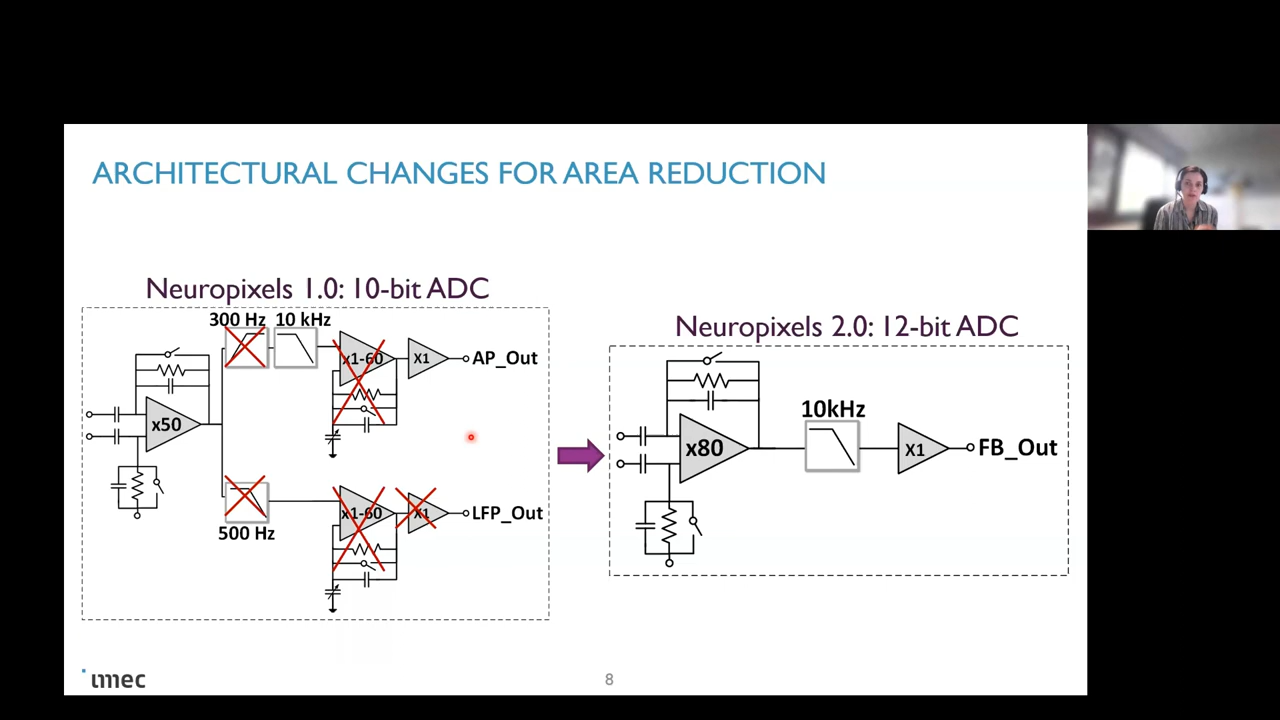 ARCHITECTURAL CHANGES FOR AREA REDUCTION
Neuropixels 1.0: 10-bit ADC
300 Hz
10 kHz
x1-60
X1
AP_Out
x50
x1-60
X1
LFP_Out
500 Hz
Neuropixels 2.0: 12-bit ADC
10kHz
x80
X1
FB_Out
imec
8